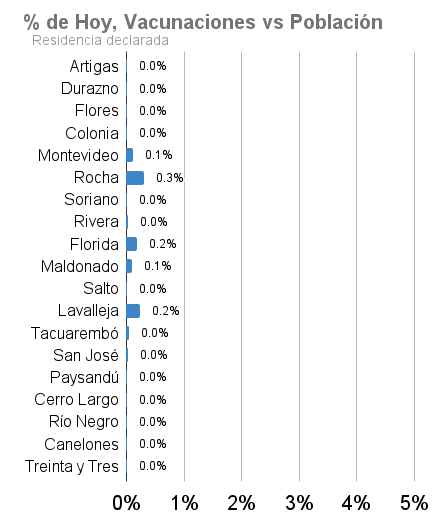 % de Hoy, Vacunaciones vs Población
Residencia declarada
Artigas 0.0%
Durazno 0.0%
Flores 0.0%
Colonia 0.0%
Montevideo 0.1%
Rocha 0.3%
Soriano 0.0%
Rivera 0.0%
Florida 0.2%
Maldonado 0.1%
Salto 0.0%
Lavalleja 0.2%
Tacuarembó 0.0%
San José 0.0%
Paysandú 0.0%
Cerro Largo 0.0%
Río Negro 0.0%
Canelones 0.0%
Treinta y Tres 0.0%
0% 1% 2% 3% 4% 5%